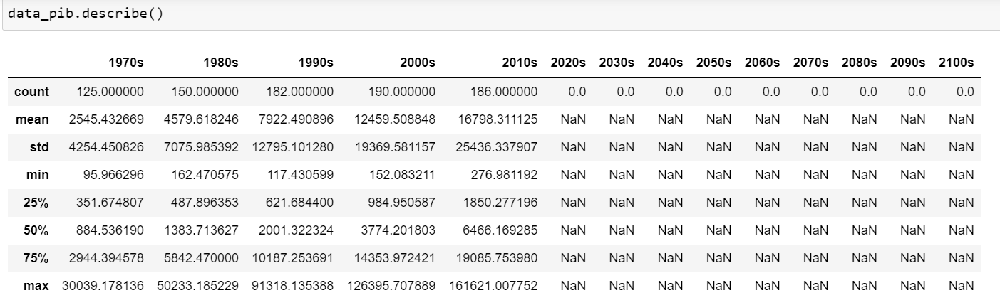 data_pib.describe()
1970s 1980s 1990s 2000s 2010s 2020s 2030s 2040s 2050s 2060s 2070s 2080s 2090s 2100s
count 125.000000 150.000000 182.000000 190.000000 186.000000 0.0 0.0 0.0 0.0 0.0 0.0 0.0 0.0 0.0
mean 2545.432669 4579.618246 7922.490896 12459.508848 16798.311125 NaN NaN NaN NaN NaN NaN NaN NaN NaN
std 4254.450826 7075.985392 12795.101280 19369.581157 25436.337907 NaN NaN NaN NaN NaN NaN NaN NaN NaN
min 95.966296 162.470575 117.430599 152.083211 276.981192 NaN NaN NaN NaN NaN NaN NaN NaN NaN
25% 351.674807 487.896353 621.684400 984.950587 1850.277196 NaN NaN NaN NaN NaN NaN NaN NaN NaN
50% 884.536190 1383.713627 2001.322324 3774.201803 6466.169285 NaN NaN NaN NaN NaN NaN NaN NaN NaN
75% 2944.394578 5842.470000 10187.253691 14353.972421 19085.753980 NaN NaN NaN NaN NaN NaN NaN NaN NaN
max 30039.178136 50233.185229 91318.135388 126395.707889 161621.007752 NaN NaN NaN NaN NaN NaN NaN NaN NaN